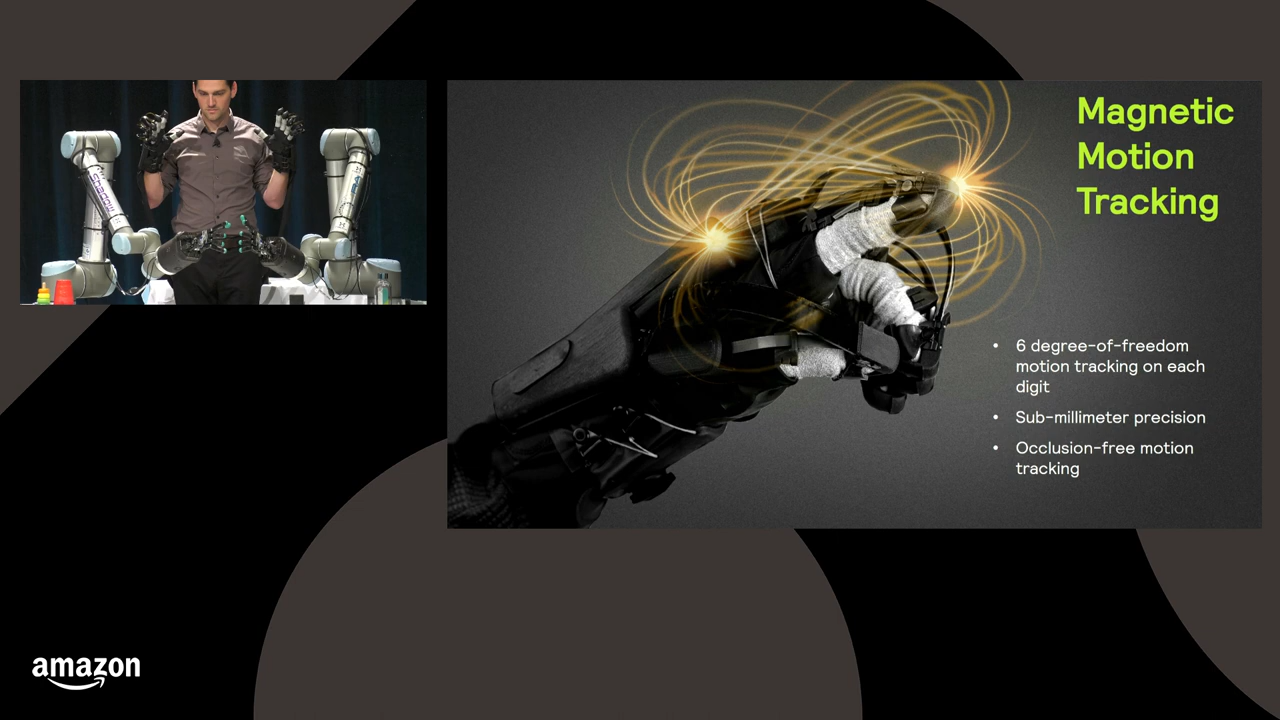 Magnetic
Motion
Tracking
• 6 degree-of-freedom
motion tracking on each
digit
• Sub-millimeter precision
• Occlusion-free motion
tracking
amazon